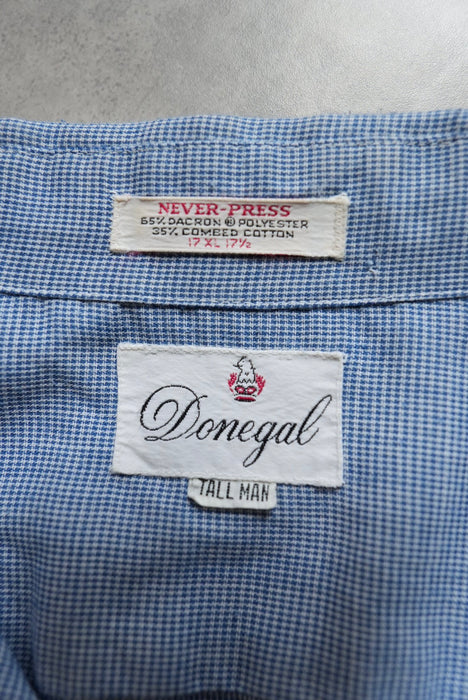 NEVER-PRESS
65% DACRON ® POLYESTER
35% COMBED COTTON
17 XL 17½
Donegal
TALL MAN